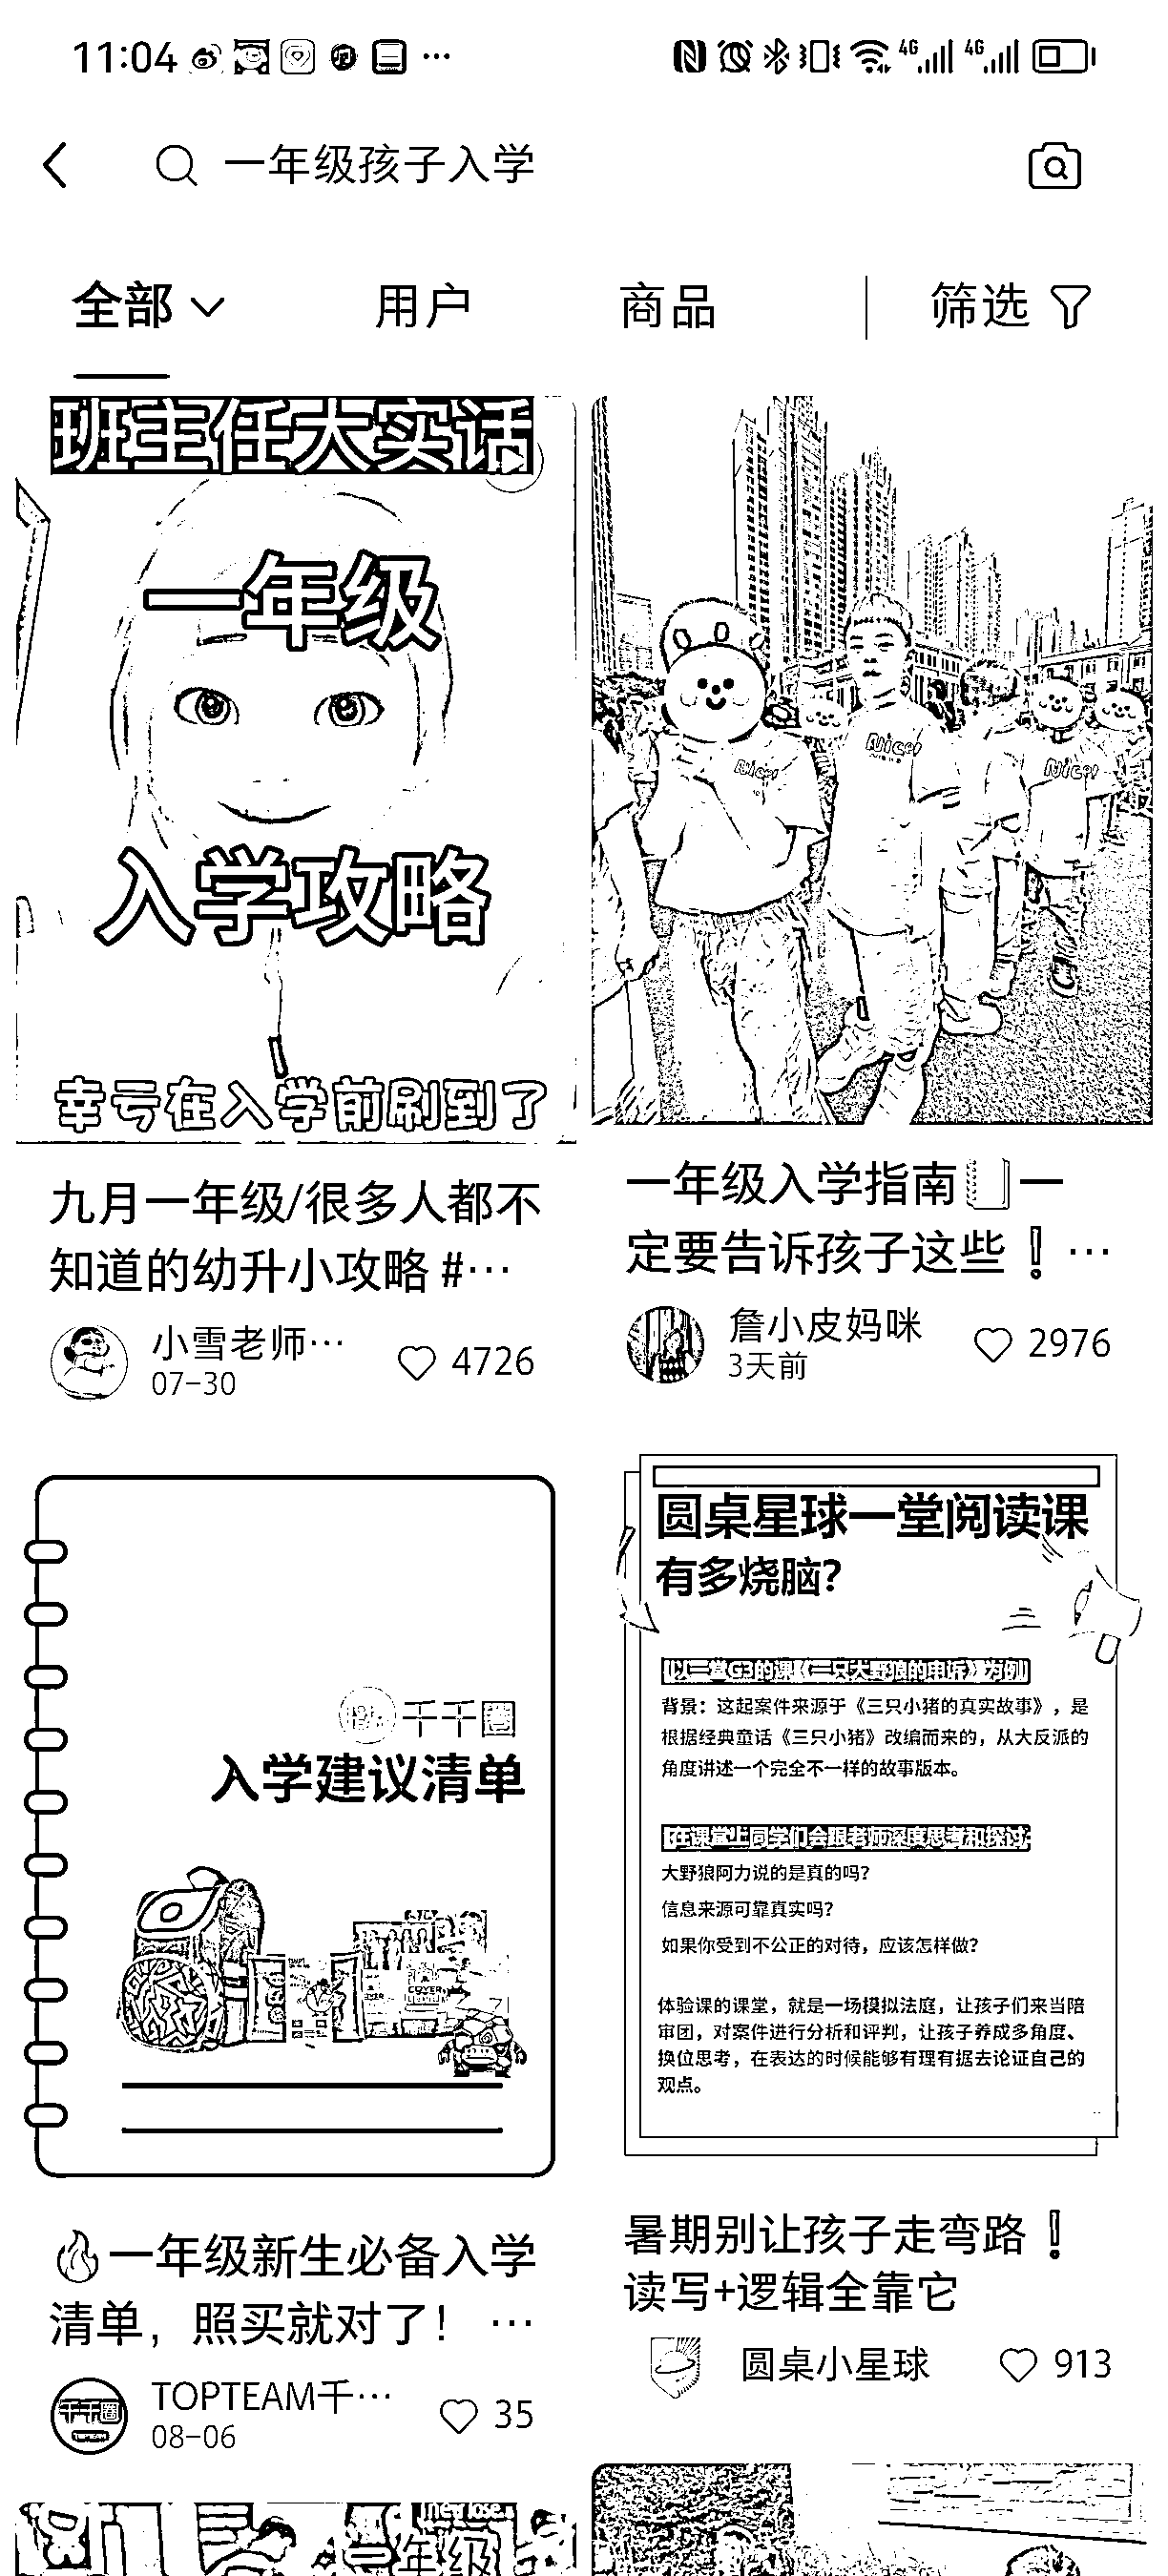 11:04
4G 4G
一年级孩子入学
全部 用户 商品 筛选
班主任大实话
一年级
入学攻略
幸亏在入学前刷到了
九月一年级/很多人都不
知道的幼升小攻略 #…
小雪老师…
07-30
4726
Nice!
Nice!
Nice!
一年级入学指南一
定要告诉孩子这些❗…
詹小皮妈咪
3天前
2976
千千圈
入学建议清单
一年级新生必备入学
清单，照买就对了！ …
TOPTEAM千…
08-06
35
圆桌星球一堂阅读课
有多烧脑？
以一堂G3的课《三只大野狼的申诉》为例
背景：这起案件来源于《三只小猪的真实故事》，是
根据经典童话《三只小猪》改编而来的，从大反派的
角度讲述一个完全不一样的故事版本。
在课堂上同学们会跟老师深度思考和探讨
大野狼阿力说的是真的吗？
信息来源可靠真实吗？
如果你受到不公正的对待，应该怎样做？
体验课的课堂，就是一场模拟法庭，让孩子们来当陪
审团，对案件进行分析和评判，让孩子养成多角度、
换位思考，在表达的时候能够有理有据去论证自己的
观点。
暑期别让孩子走弯路❗
读写+逻辑全靠它
圆桌小星球
913
一年级